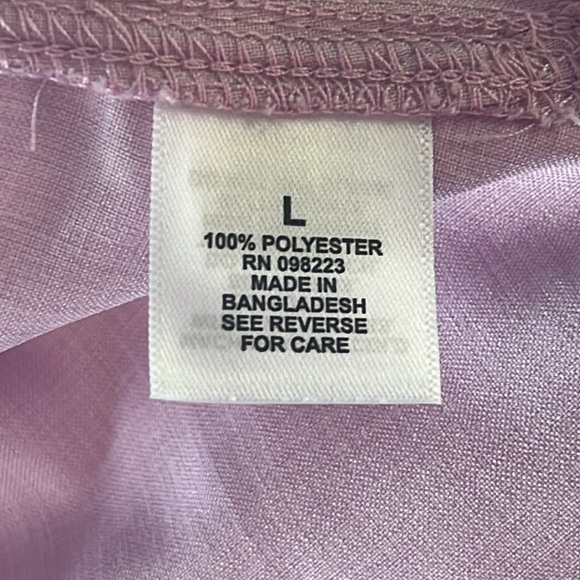 L
100% POLYESTER
RN 098223
MADE IN
BANGLADESH
SEE REVERSE
FOR CARE